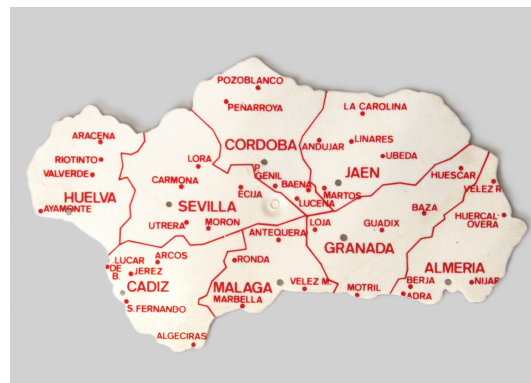 POZOBLANCO
PEÑARROYA
LA CAROLINA
ARACENA
CORDOBA
ANDUJAR
LINARES
RIOTINTO
LORA
P.
GENIL
UBEDA
VALVERDE
CARMONA
JAEN
HUESCAR
HUELVA
ECIJA
BAENA
MARTOS
VELEZ R.
AYAMONTE
SEVILLA
LUCENA
UTRERA
MORON
LOJA
GUADIX
BAZA
HUERCAL
OVERA
ANTEQUERA
GRANADA
LUCAR
DE
B.
ARCOS
JEREZ
RONDA
ALMERIA
CADIZ
MALAGA
VELEZ M.
MOTRIL
BERJA
ADRA
NIJAR
S. FERNANDO
MARBELLA
ALGECIRAS